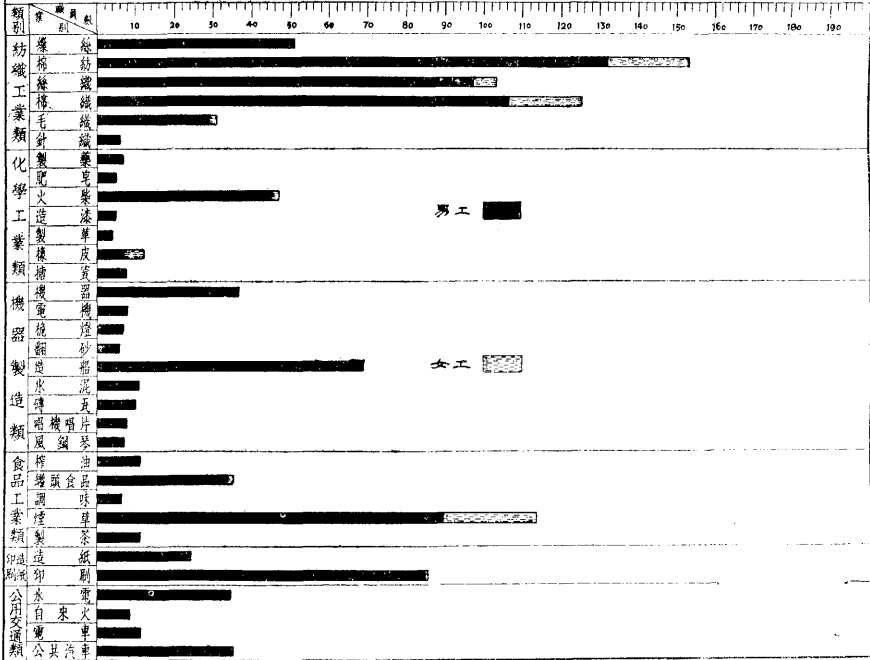 類別 業別 職員數
10 20 30 40 50 60 70 80 90 100 110 120 130 140 150 160 170 180 190
紡織工業類
繅絲
棉紡
絲織
棉織
毛織
針織
化學工業類
製藥
肥皂
火柴
造漆
製革
橡皮
搪瓷
男工
機器製造類
機器
電機
燈
翻砂
造船
水泥
磚瓦
唱機唱片
風鋼琴
女工
食品工業類
榨油
罐頭食品
調味
煙草
製茶
造紙印刷
造紙
印刷
公用交通類
水電
自來火
電車
公共汽車